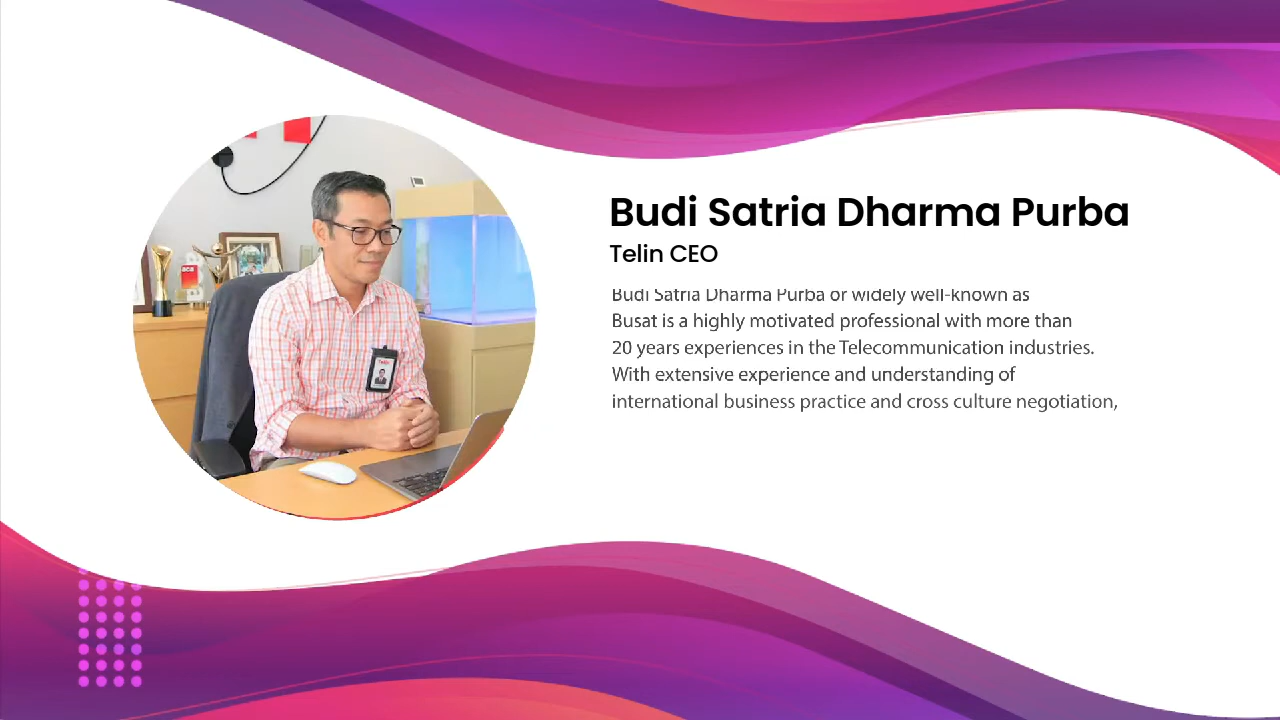 Budi Satria Dharma Purba
Telin CEO
Budi Satria Dharma Purba or widely well-known as
Busat is a highly motivated professional with more than
20 years experiences in the Telecommunication industries.
With extensive experience and understanding of
international business practice and cross culture negotiation,
Telin